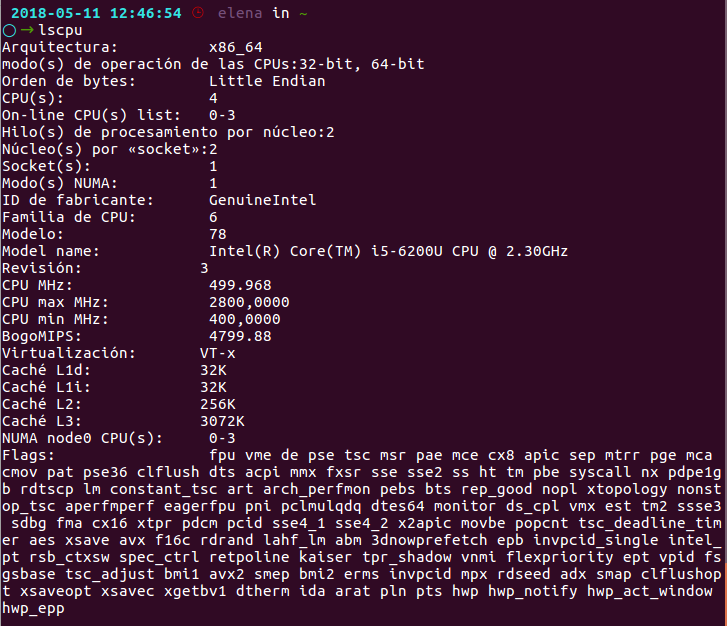 2018-05-11 12:46:54 elena in ~
→lscpu
Arquitectura: x86_64
modo(s) de operación de las CPUs:32-bit, 64-bit
Orden de bytes: Little Endian
CPU(s): 4
On-line CPU(s) list: 0-3
Hilo(s) de procesamiento por núcleo:2
Núcleo(s) por «socket»:2
Socket(s): 1
Modo(s) NUMA: 1
ID de fabricante: GenuineIntel
Familia de CPU: 6
Modelo: 78
Model name: Intel(R) Core(TM) i5-6200U CPU @ 2.30GHz
Revisión: 3
CPU MHz: 499.968
CPU max MHz: 2800,0000
CPU min MHz: 400,0000
BogoMIPS: 4799.88
Virtualización: VT-x
Caché L1d: 32K
Caché L1i: 32K
Caché L2: 256K
Caché L3: 3072K
NUMA node0 CPU(s): 0-3
Flags: fpu vme de pse tsc msr pae mce cx8 apic sep mtrr pge mca
cmov pat pse36 clflush dts acpi mmx fxsr sse sse2 ss ht tm pbe syscall nx pdpe1g
b rdtscp lm constant_tsc art arch_perfmon pebs bts rep_good nopl xtopology nonst
op_tsc aperfmperf eagerfpu pni pclmulqdq dtes64 monitor ds_cpl vmx est tm2 ssse3
sdbg fma cx16 xtpr pdcm pcid sse4_1 sse4_2 x2apic movbe popcnt tsc_deadline_tim
er aes xsave avx f16c rdrand lahf_lm abm 3dnowprefetch epb invpcid_single intel_
pt rsb_ctxsw spec_ctrl retpoline kaiser tpr_shadow vnmi flexpriority ept vpid fs
gsbase tsc_adjust bmi1 avx2 smep bmi2 erms invpcid mpx rdseed adx smap clflushop
t xsaveopt xsavec xgetbv1 dtherm ida arat pln pts hwp hwp_notify hwp_act_window
hwp_epp